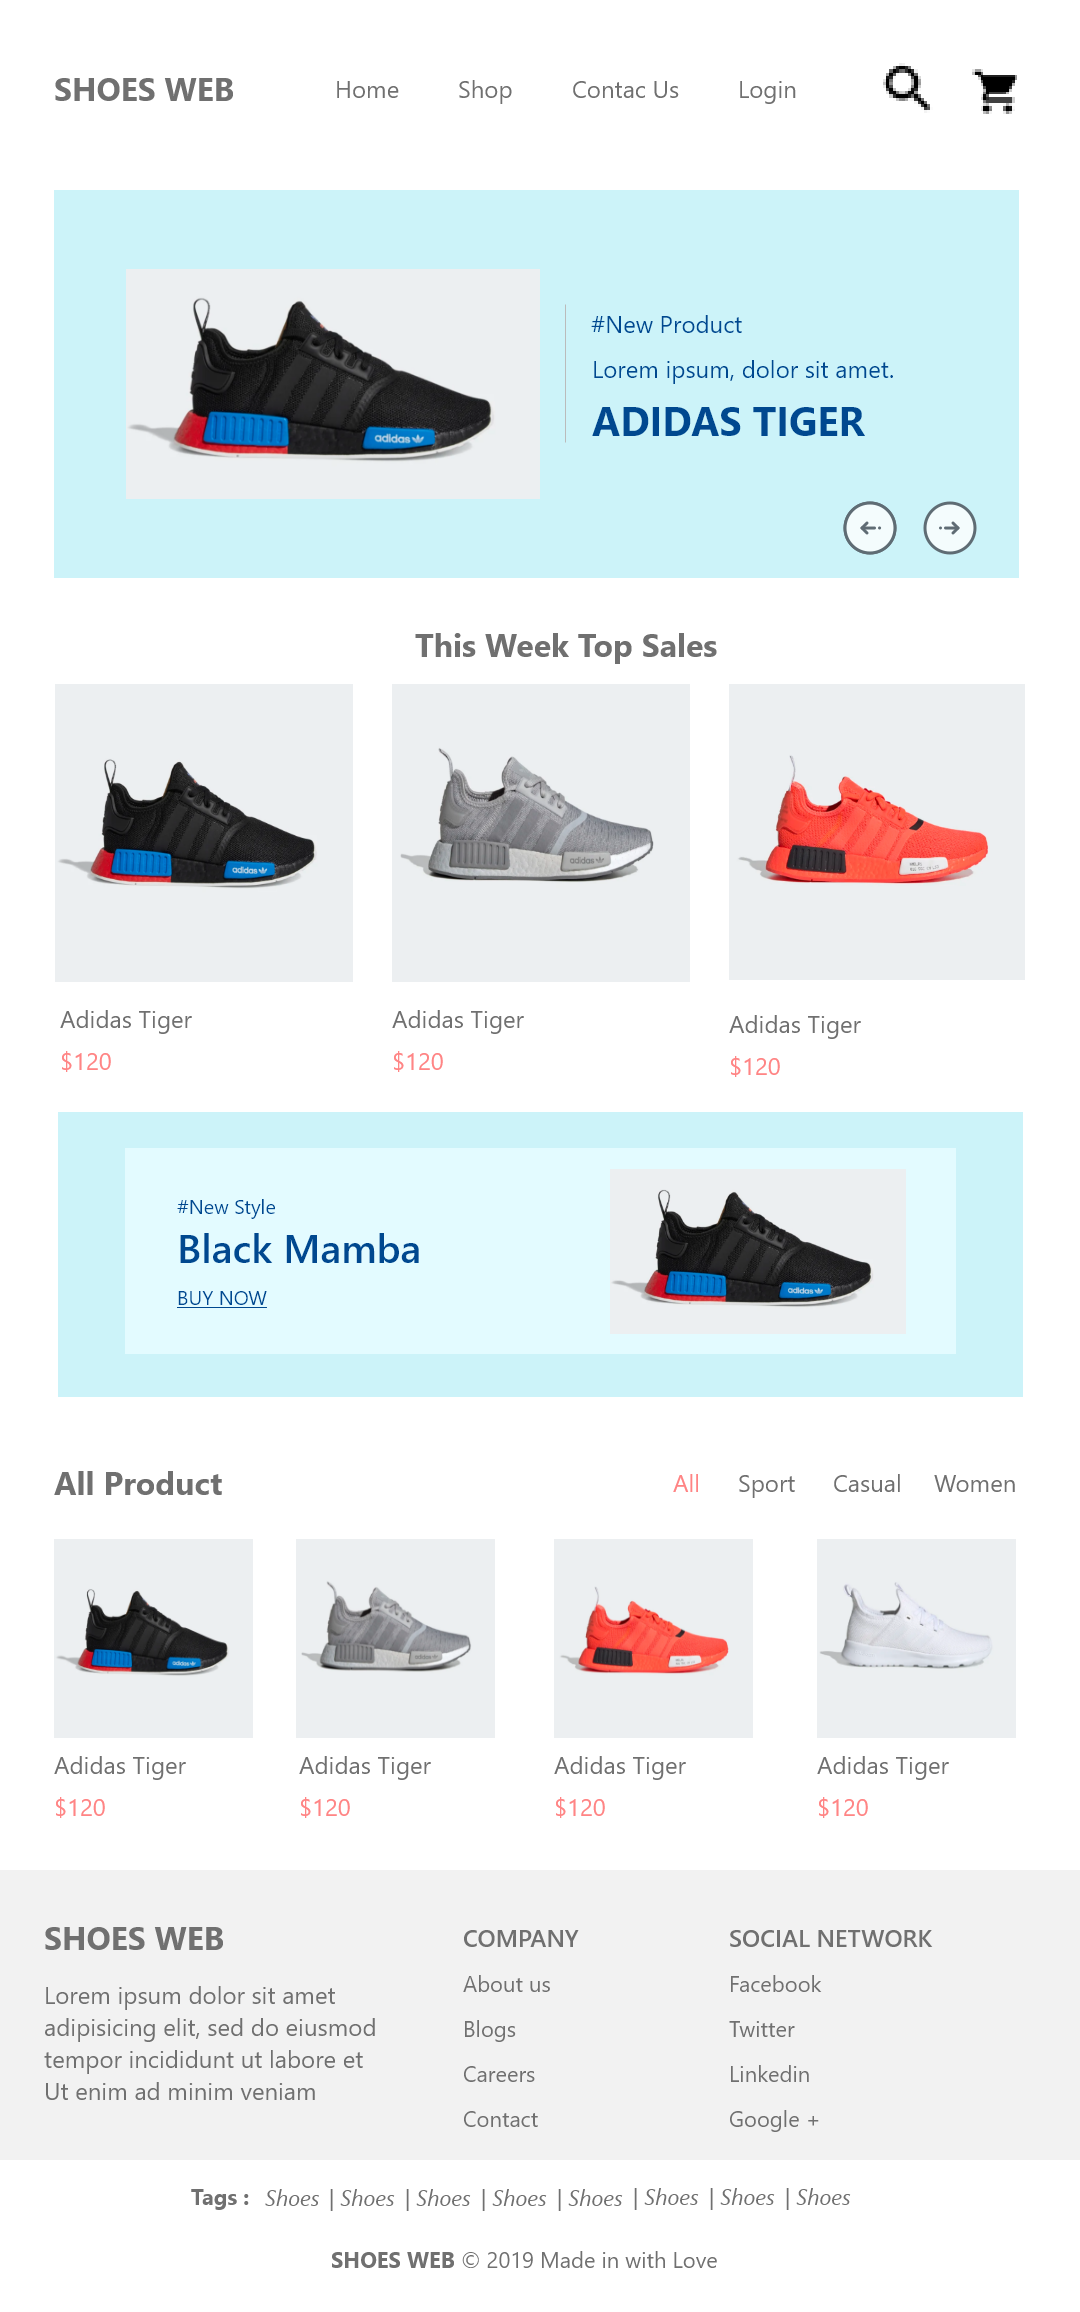 SHOES WEB
Home Shop Contac Us Login
#New Product
Lorem ipsum, dolor sit amet.
ADIDAS TIGER
adidas
This Week Top Sales
adidas
adidas
Adidas Tiger
$120
Adidas Tiger
$120
Adidas Tiger
$120
#New Style
Black Mamba
BUY NOW
adidas
All Product
All Sport Casual Women
adidas
adidas
Adidas Tiger
$120
Adidas Tiger
$120
Adidas Tiger
$120
Adidas Tiger
$120
SHOES WEB
Lorem ipsum dolor sit amet
adipisicing elit, sed do eiusmod
tempor incididunt ut labore et
Ut enim ad minim veniam
COMPANY
About us
Blogs
Careers
Contact
SOCIAL NETWORK
Facebook
Twitter
Linkedin
Google +
Tags : Shoes | Shoes | Shoes | Shoes | Shoes | Shoes | Shoes | Shoes
SHOES WEB © 2019 Made in with Love